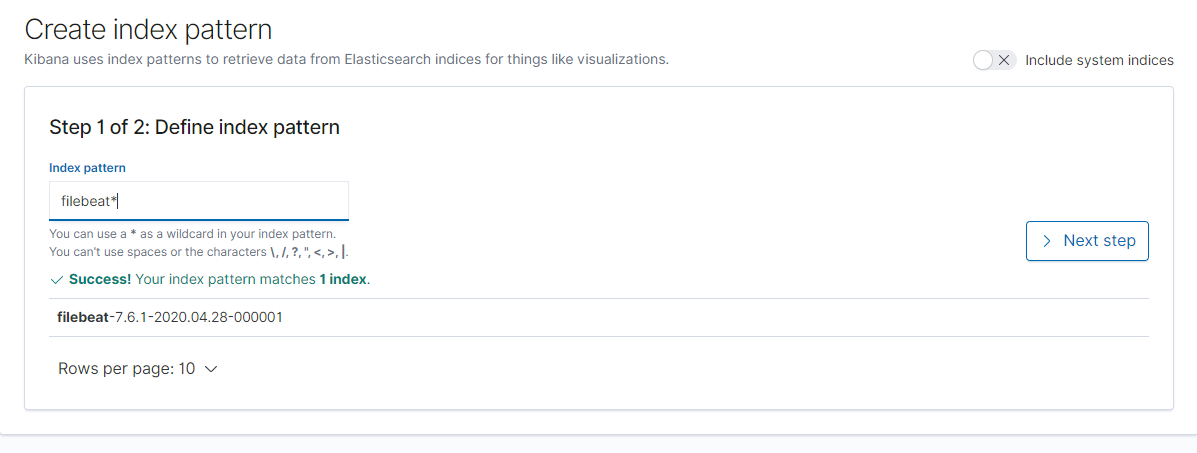 Create index pattern
Kibana uses index patterns to retrieve data from Elasticsearch indices for things like visualizations.
Include system indices
Step 1 of 2: Define index pattern
Index pattern
filebeat*
You can use a * as a wildcard in your index pattern.
You can't use spaces or the characters \, /, ?, ", <, >, |.
Next step
Success! Your index pattern matches 1 index.
filebeat-7.6.1-2020.04.28-000001
Rows per page: 10